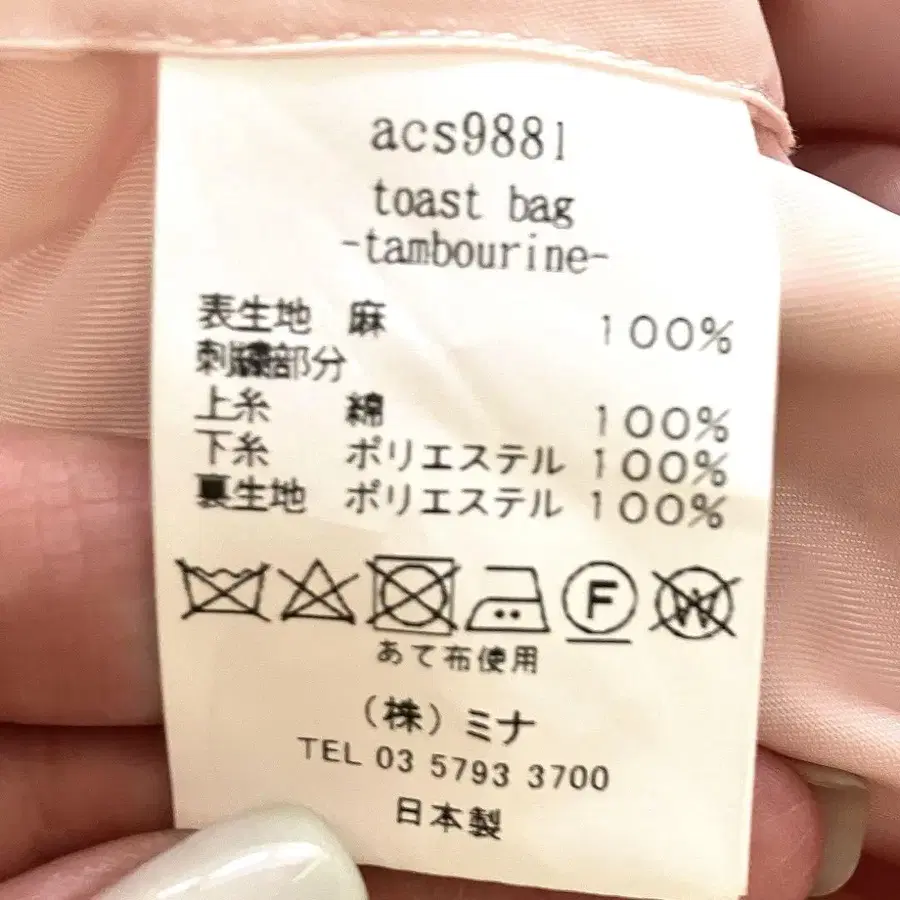 acs9881
toast bag
-tambourine-
表生地 麻 100%
刺繍部分
上糸 綿 100%
下糸 ポリエステル 100%
裏生地 ポリエステル 100%
F W
あて布使用
(株)ミナ
TEL 03 5793 3700
日本製